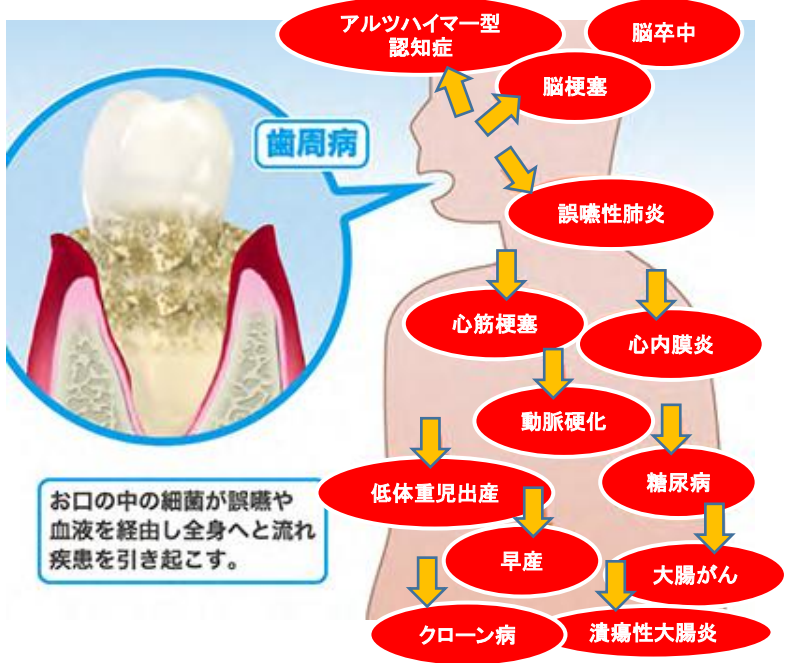 アルツハイマー型
認知症
脳卒中
脳梗塞
歯周病
誤嚥性肺炎
心筋梗塞
心内膜炎
動脈硬化
低体重児出産
糖尿病
お口の中の細菌が誤嚥や
血液を経由し全身へと流れ
疾患を引き起こす。
早産
大腸がん
クローン病
潰瘍性大腸炎